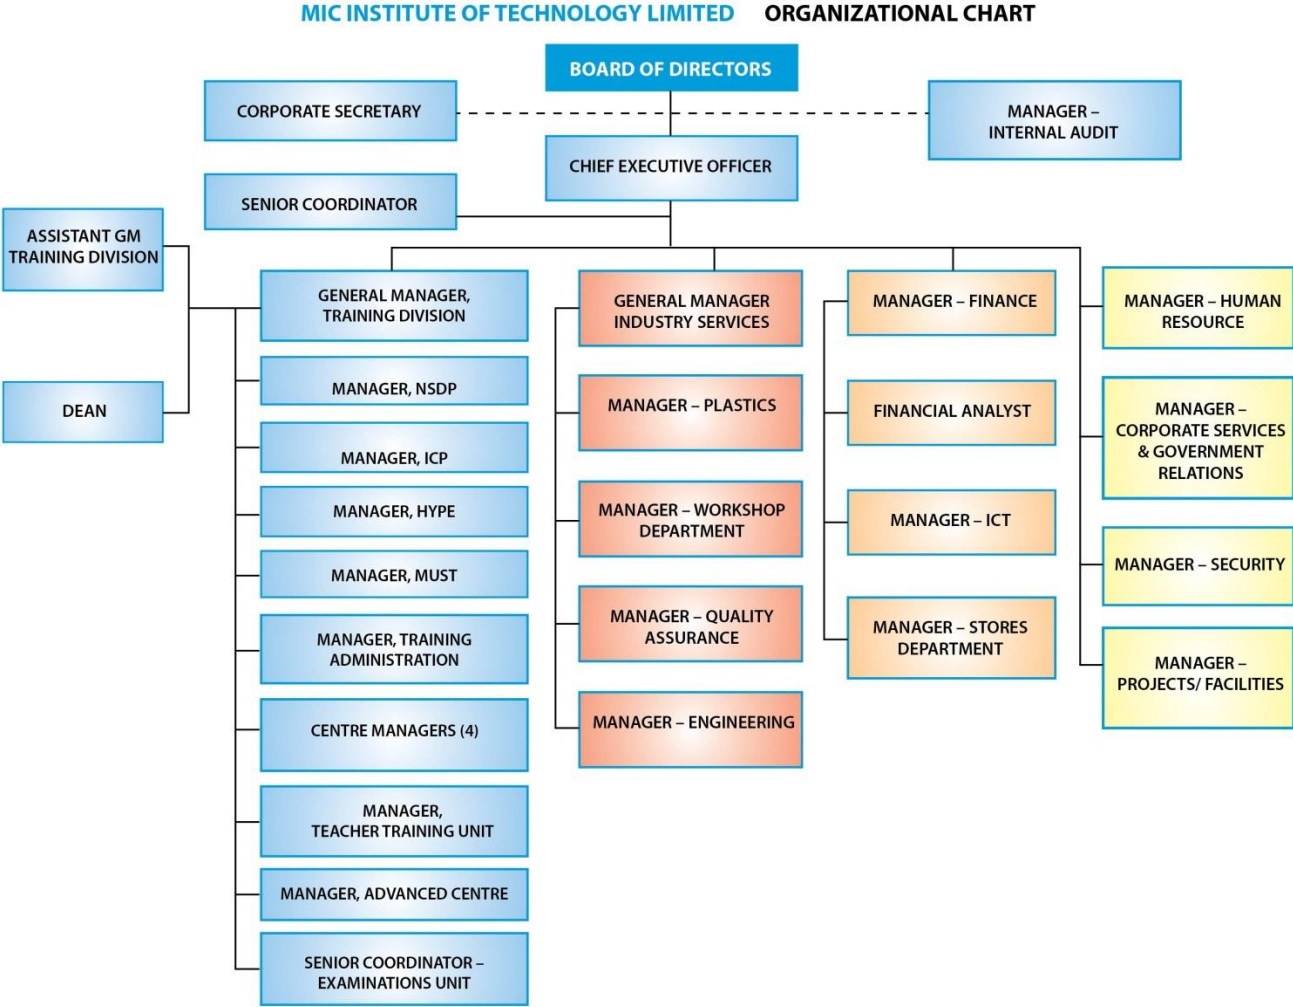 MIC INSTITUTE OF TECHNOLOGY LIMITED ORGANIZATIONAL CHART
BOARD OF DIRECTORS
CORPORATE SECRETARY
MANAGER –
INTERNAL AUDIT
CHIEF EXECUTIVE OFFICER
SENIOR COORDINATOR
ASSISTANT GM
TRAINING DIVISION
DEAN
GENERAL MANAGER,
TRAINING DIVISION
MANAGER, NSDP
MANAGER, ICP
MANAGER, HYPE
MANAGER, MUST
MANAGER, TRAINING
ADMINISTRATION
CENTRE MANAGERS (4)
MANAGER,
TEACHER TRAINING UNIT
MANAGER, ADVANCED CENTRE
SENIOR COORDINATOR –
EXAMINATIONS UNIT
GENERAL MANAGER
INDUSTRY SERVICES
MANAGER – PLASTICS
MANAGER – WORKSHOP
DEPARTMENT
MANAGER – QUALITY
ASSURANCE
MANAGER – ENGINEERING
MANAGER – FINANCE
FINANCIAL ANALYST
MANAGER – ICT
MANAGER – STORES
DEPARTMENT
MANAGER – HUMAN
RESOURCE
MANAGER –
CORPORATE SERVICES
& GOVERNMENT
RELATIONS
MANAGER – SECURITY
MANAGER –
PROJECTS/ FACILITIES